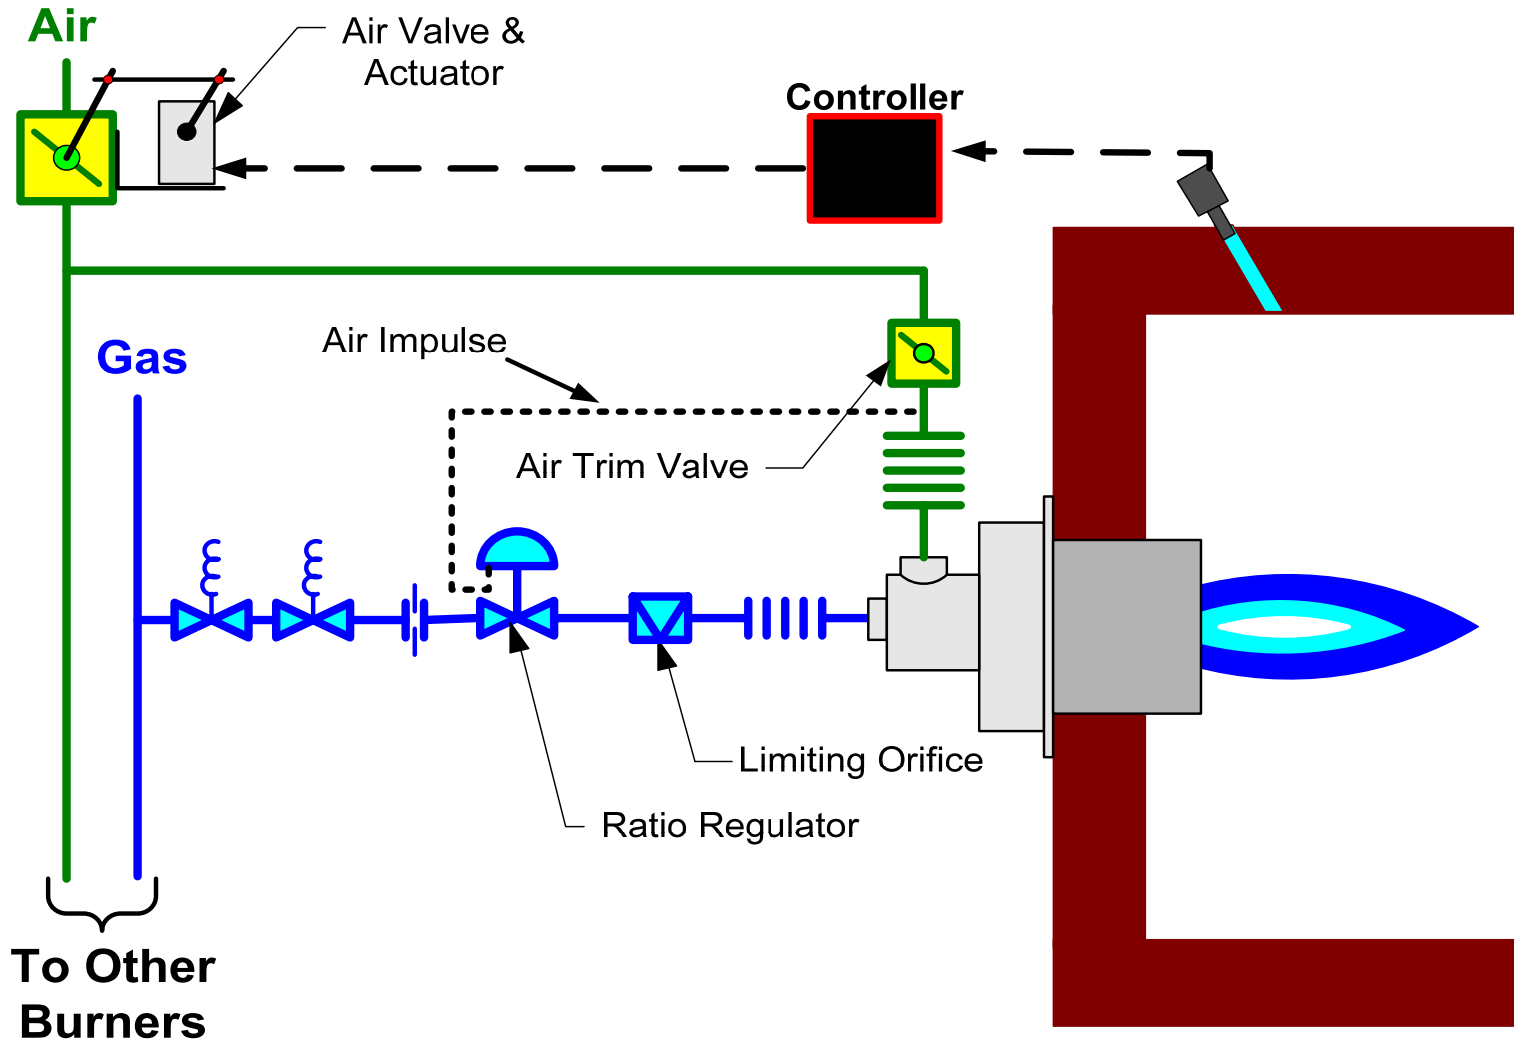 Air
Air Valve &
Actuator
Controller
Air Impulse
Gas
Air Trim Valve
Limiting Orifice
Ratio Regulator
To Other
Burners